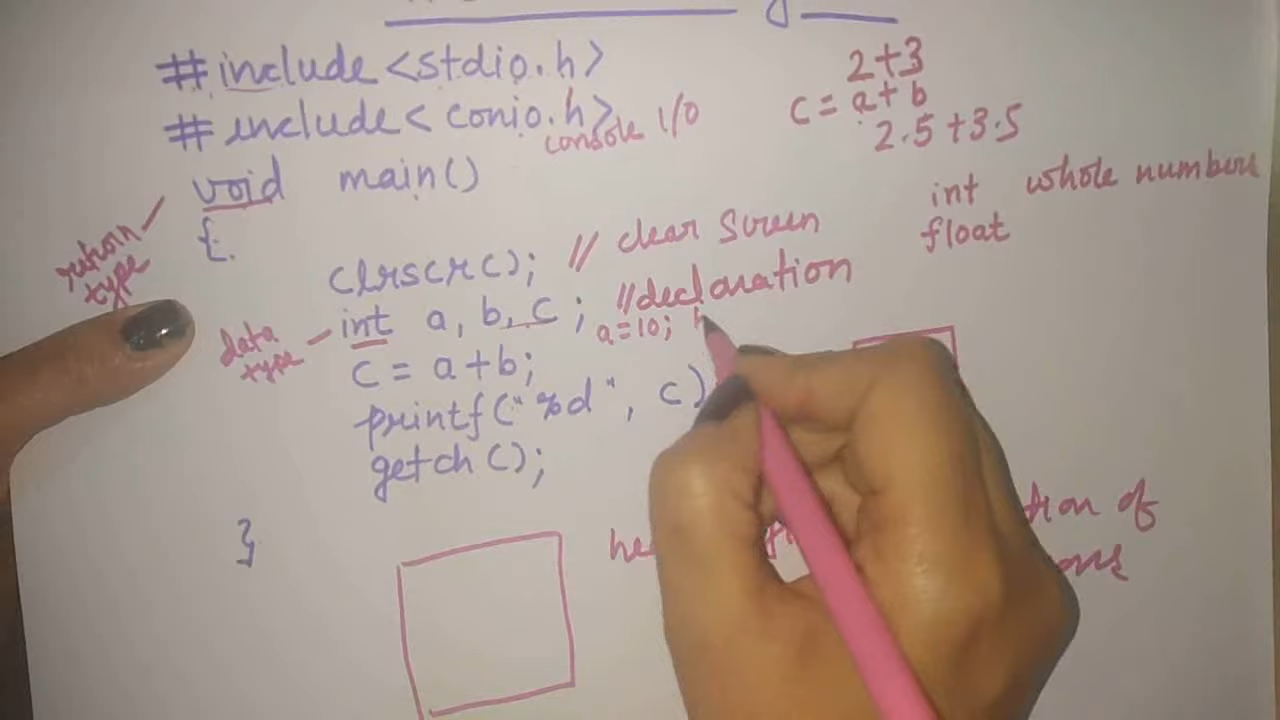 #include <stdio.h>
#include <conio.h>
console I/O
void main()
return type
{
clrscr();
// clear screen
data type
int a, b, c;
//declaration
a=10;
c = a+b;
printf("%d", c)
getch();
}
2+3
c = a+b
2.5+3.5
int whole numbers
float